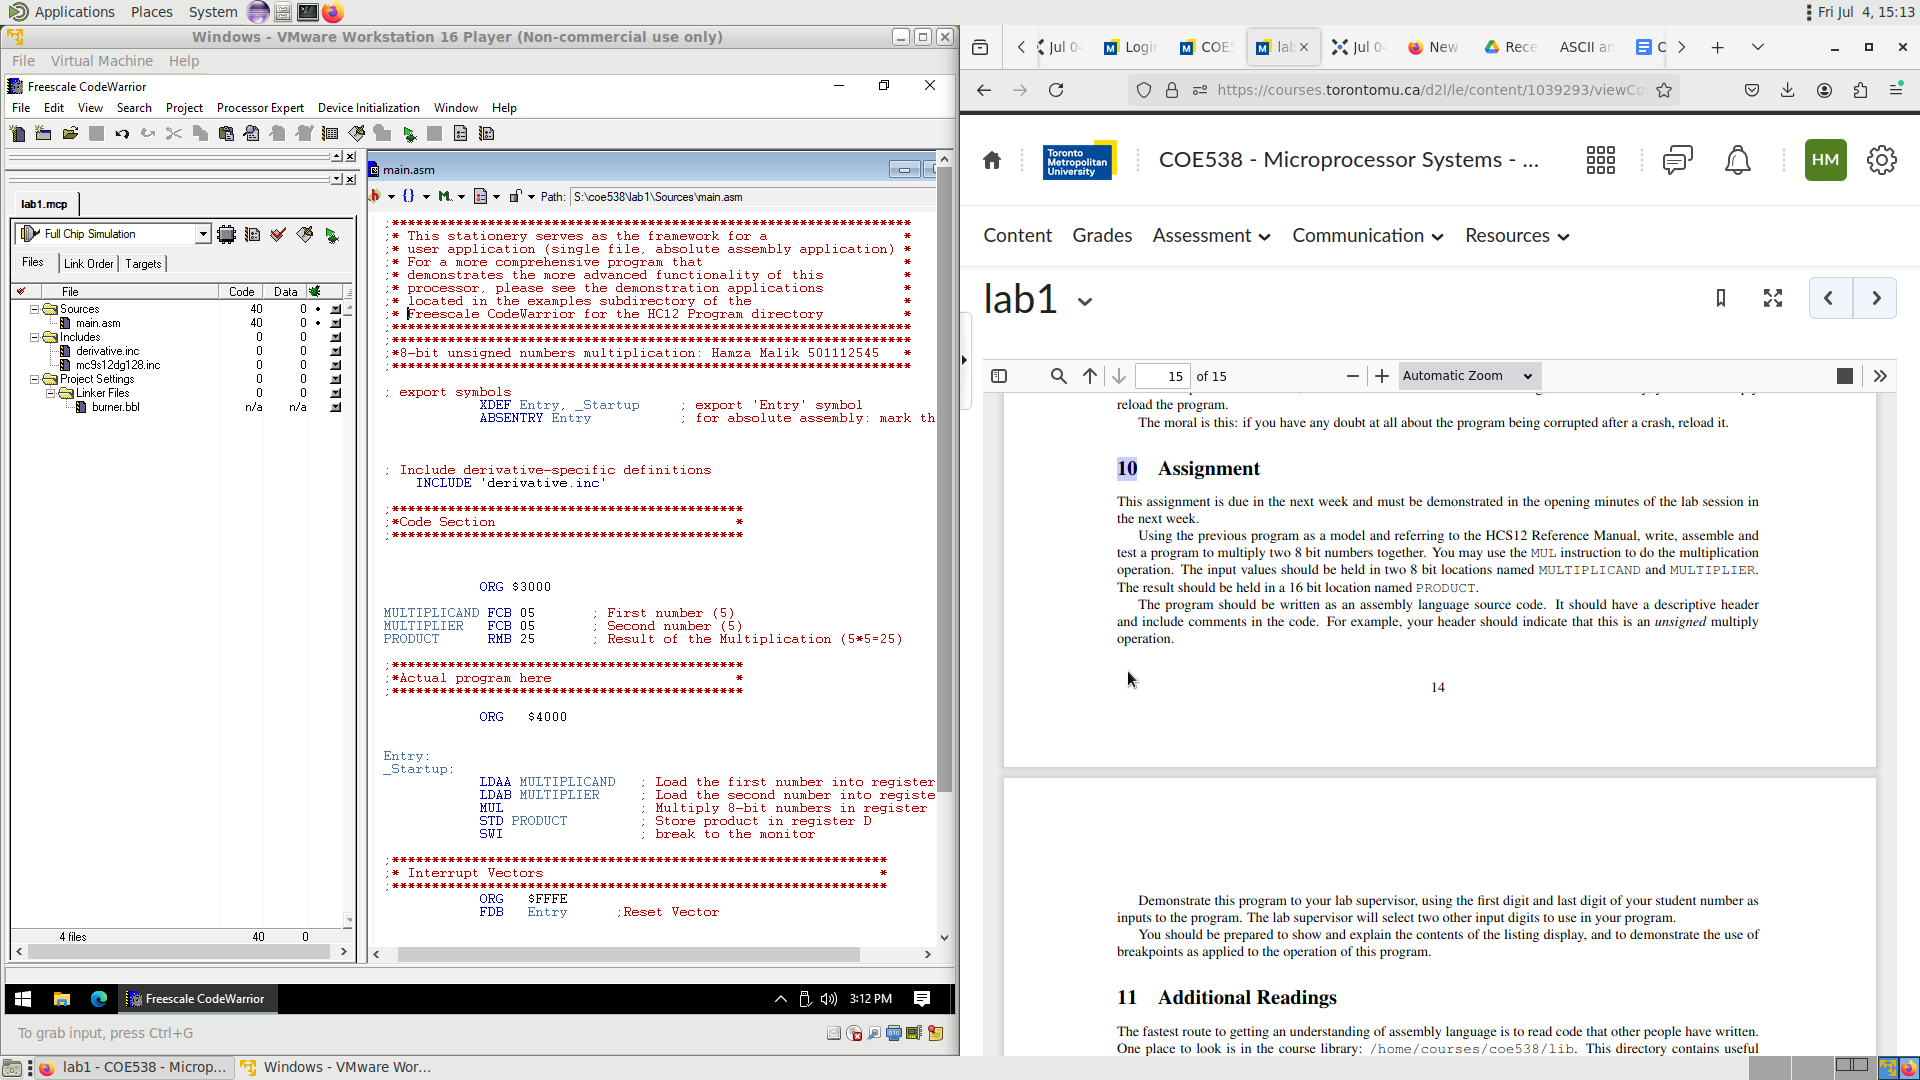 Applications Places System
Fri Jul 4, 15:13
Windows - VMware Workstation 16 Player (Non-commercial use only)
File Virtual Machine Help
Freescale CodeWarrior
File Edit View Search Project Processor Expert Device Initialization Window Help
lab1.mcp
Full Chip Simulation
Files Link Order Targets
File Code Data
Sources 40 0
main.asm 40 0
Includes 0 0
derivative.inc 0 0
mc9s12dg128.inc 0 0
Project Settings 0 0
Linker Files 0 0
burner.bbl n/a n/a
4 files 40 0
main.asm
Path: S:\coe538\lab1\Sources\main.asm
;*****************************************************************
;* This stationery serves as the framework for a *
;* user application (single file, absolute assembly application) *
;* For a more comprehensive program that *
;* demonstrates the more advanced functionality of this *
;* processor, please see the demonstration applications *
;* located in the examples subdirectory of the *
;* Freescale CodeWarrior for the HC12 Program directory *
;*****************************************************************
;*****************************************************************
;*8-bit unsigned numbers multiplication: Hamza Malik 501112545 *
;*****************************************************************
; export symbols
XDEF Entry, _Startup ; export 'Entry' symbol
ABSENTRY Entry ; for absolute assembly: mark th
; Include derivative-specific definitions
INCLUDE 'derivative.inc'
;********************************************
;*Code Section *
;********************************************
ORG $3000
MULTIPLICAND FCB 05 ; First number (5)
MULTIPLIER FCB 05 ; Second number (5)
PRODUCT RMB 25 ; Result of the Multiplication (5*5=25)
;********************************************
;*Actual program here *
;********************************************
ORG $4000
Entry:
_Startup:
LDAA MULTIPLICAND ; Load the first number into register
LDAB MULTIPLIER ; Load the second number into registe
MUL ; Multiply 8-bit numbers in register
STD PRODUCT ; Store product in register D
SWI ; break to the monitor
;**************************************************************
;* Interrupt Vectors *
;**************************************************************
ORG $FFFE
FDB Entry ;Reset Vector
Freescale CodeWarrior
3:12 PM
To grab input, press Ctrl+G
Jul 0 Login COE5 lab Jul 0 New Rece ASCII an C
https://courses.torontomu.ca/d2l/le/content/1039293/viewCo
Toronto
Metropolitan
University
COE538 - Microprocessor Systems - ...
HM
Content Grades Assessment Communication Resources
lab1
15 of 15
Automatic Zoom
reload the program.
The moral is this: if you have any doubt at all about the program being corrupted after a crash, reload it.
10 Assignment
This assignment is due in the next week and must be demonstrated in the opening minutes of the lab session in
the next week.
Using the previous program as a model and referring to the HCS12 Reference Manual, write, assemble and
test a program to multiply two 8 bit numbers together. You may use the MUL instruction to do the multiplication
operation. The input values should be held in two 8 bit locations named MULTIPLICAND and MULTIPLIER.
The result should be held in a 16 bit location named PRODUCT.
The program should be written as an assembly language source code. It should have a descriptive header
and include comments in the code. For example, your header should indicate that this is an unsigned multiply
operation.
14
Demonstrate this program to your lab supervisor, using the first digit and last digit of your student number as
inputs to the program. The lab supervisor will select two other input digits to use in your program.
You should be prepared to show and explain the contents of the listing display, and to demonstrate the use of
breakpoints as applied to the operation of this program.
11 Additional Readings
The fastest route to getting an understanding of assembly language is to read code that other people have written.
One place to look is in the course library: /home/courses/coe538/lib. This directory contains useful
lab1 - COE538 - Microp... Windows - VMware Wor...